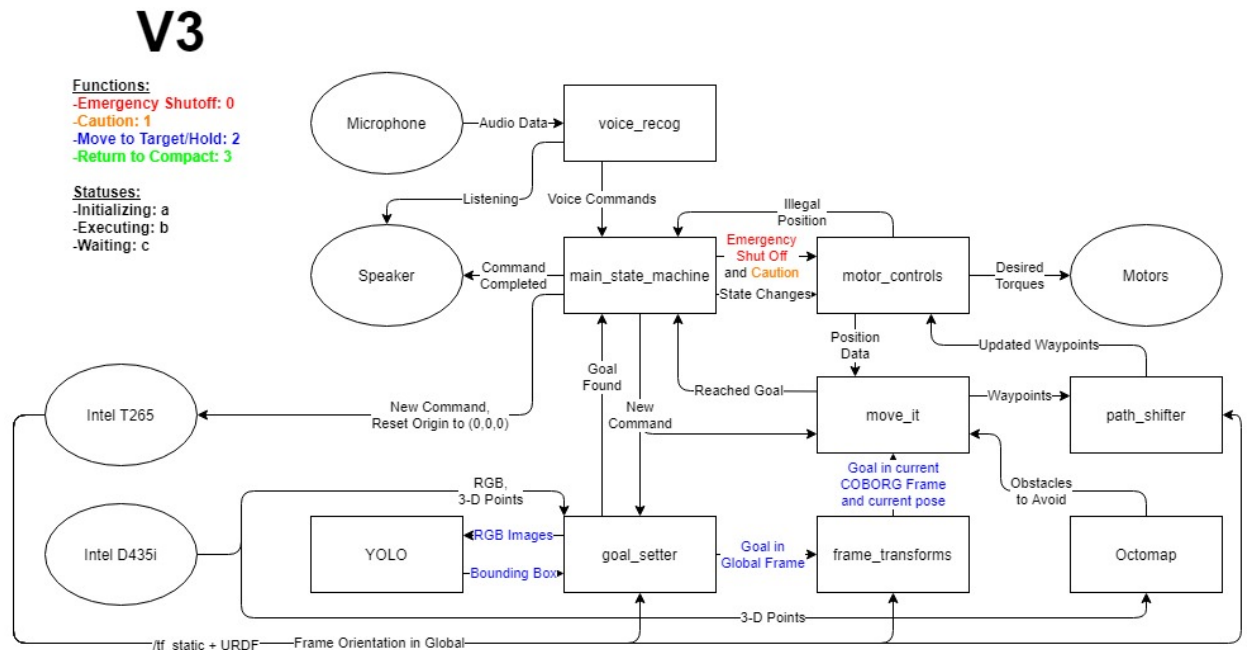 V3
Functions:
-Emergency Shutoff: 0
-Caution: 1
-Move to Target/Hold: 2
-Return to Compact: 3
Statuses:
-Initializing: a
-Executing: b
-Waiting: c
Microphone
Audio Data
voice_recog
Listening
Voice Commands
Illegal
Position
Speaker
Command
Completed
main_state_machine
Emergency
Shut Off
and Caution
State Changes
motor_controls
Desired
Torques
Motors
Position
Data
Updated Waypoints
Goal
Found
New
Command
Reached Goal
move_it
Waypoints
path_shifter
Intel T265
New Command,
Reset Origin to (0,0,0)
Goal in current
COBORG Frame
and current pose
Obstacles
to Avoid
RGB,
3-D Points
Intel D435i
YOLO
RGB Images
Bounding Box
goal_setter
Goal in
Global Frame
frame_transforms
Octomap
3-D Points
/tf_static + URDF
Frame Orientation in Global